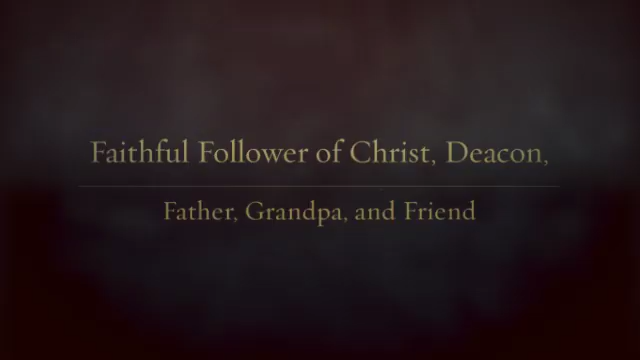 Faithful Follower of Christ, Deacon,
Father, Grandpa, and Friend